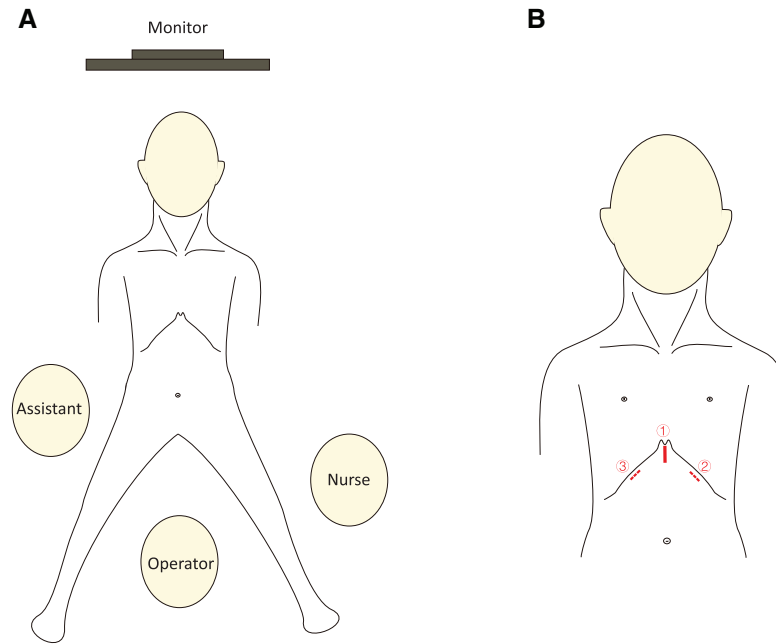 A
Monitor
Assistant
Nurse
Operator
B
①
③
②